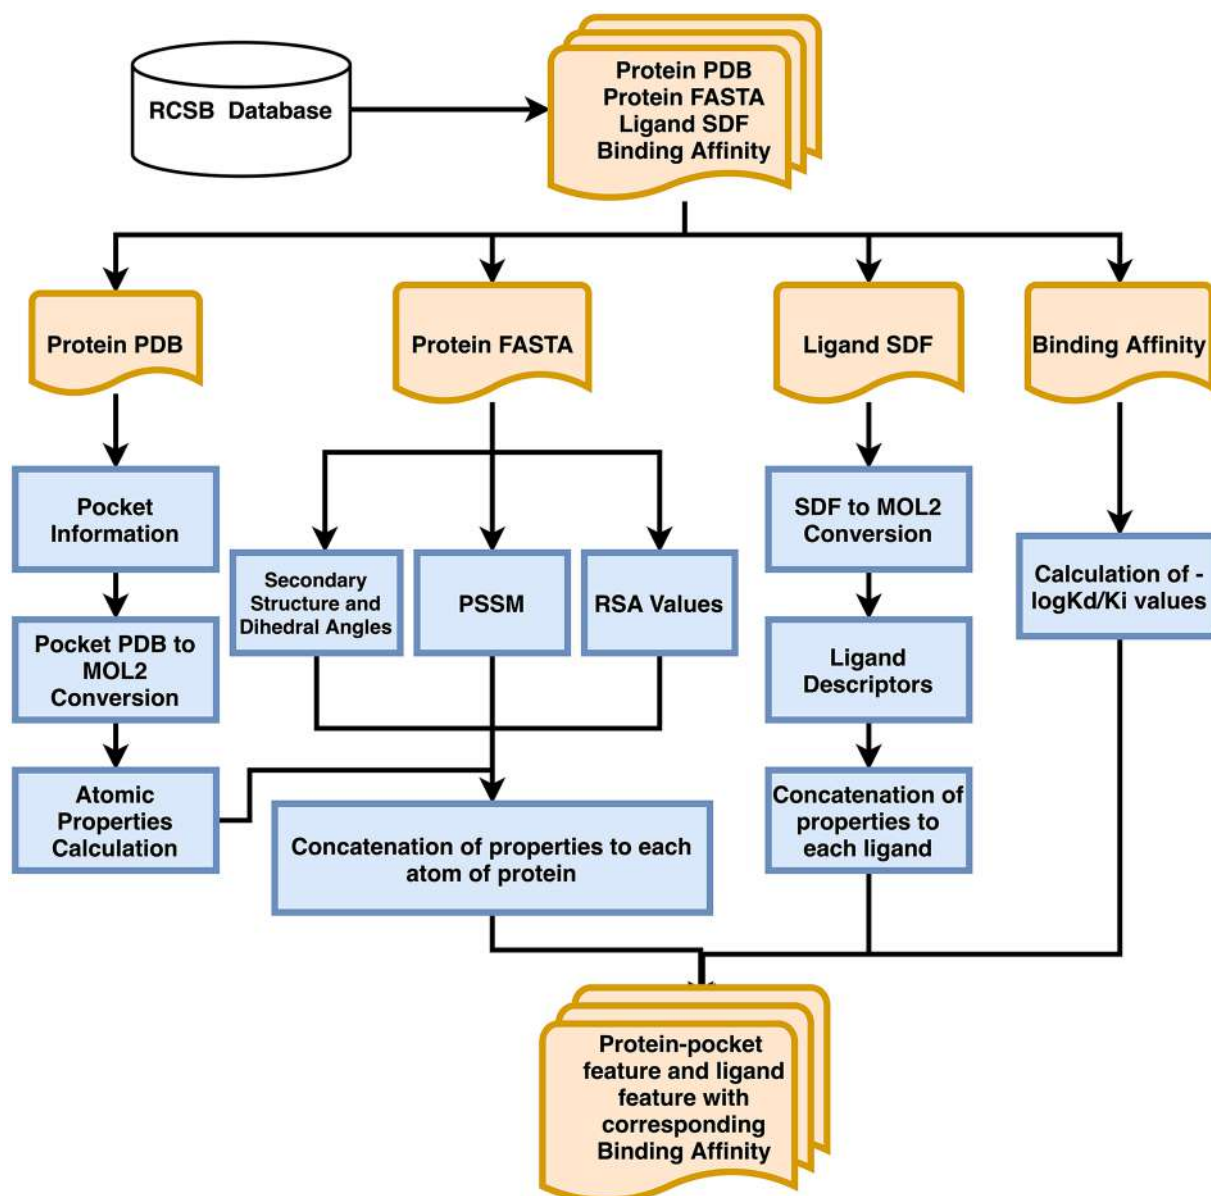 RCSB Database
Protein PDB
Protein FASTA
Ligand SDF
Binding Affinity
Protein PDB
Protein FASTA
Ligand SDF
Binding Affinity
Pocket
Information
Pocket PDB to
MOL2
Conversion
Atomic
Properties
Calculation
Secondary
Structure and
Dihedral Angles
PSSM
RSA Values
Concatenation of properties to each
atom of protein
SDF to MOL2
Conversion
Ligand
Descriptors
Concatenation of
properties to
each ligand
Calculation of -
logKd/Ki values
Protein-pocket
feature and ligand
feature with
corresponding
Binding Affinity